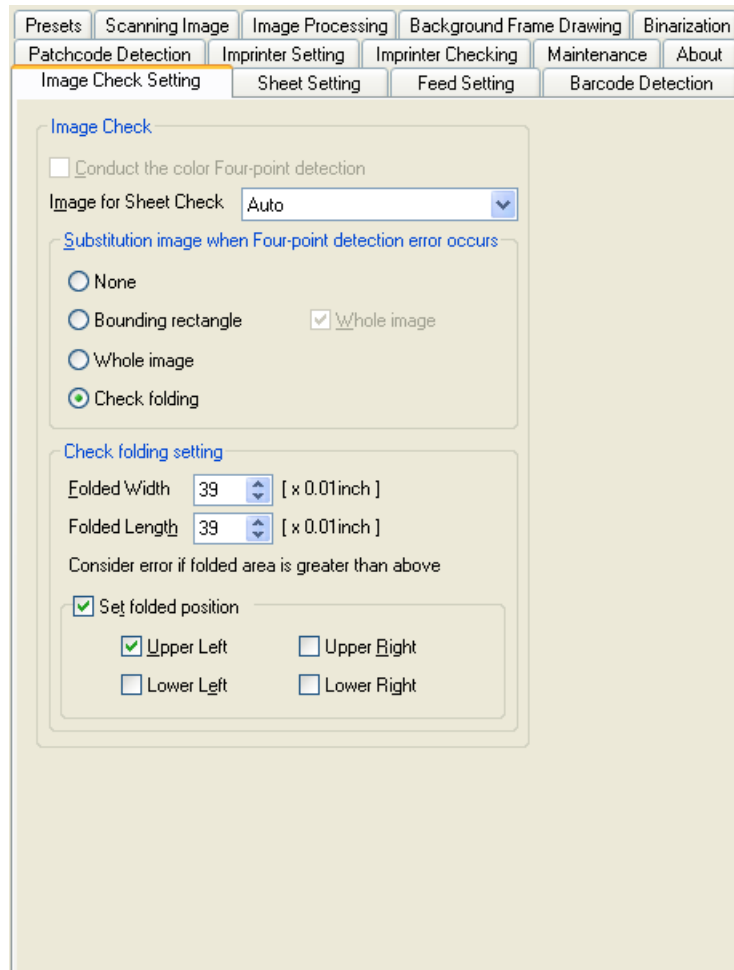 Presets Scanning Image Image Processing Background Frame Drawing Binarization
Patchcode Detection Imprinter Setting Imprinter Checking Maintenance About
Image Check Setting Sheet Setting Feed Setting Barcode Detection
Image Check
Conduct the color Four-point detection
Image for Sheet Check Auto
Substitution image when Four-point detection error occurs
None
Bounding rectangle Whole image
Whole image
Check folding
Check folding setting
Folded Width 39 [ x 0.01inch ]
Folded Length 39 [ x 0.01inch ]
Consider error if folded area is greater than above
Set folded position
Upper Left Upper Right
Lower Left Lower Right